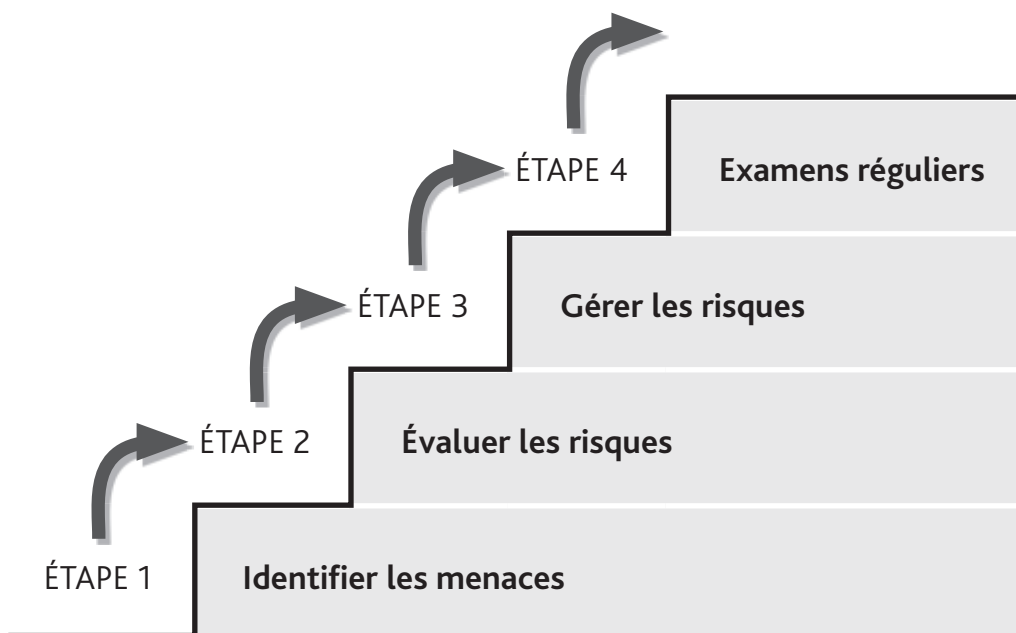 ÉTAPE 4
Examens réguliers
ÉTAPE 3
Gérer les risques
ÉTAPE 2
Évaluer les risques
ÉTAPE 1
Identifier les menaces